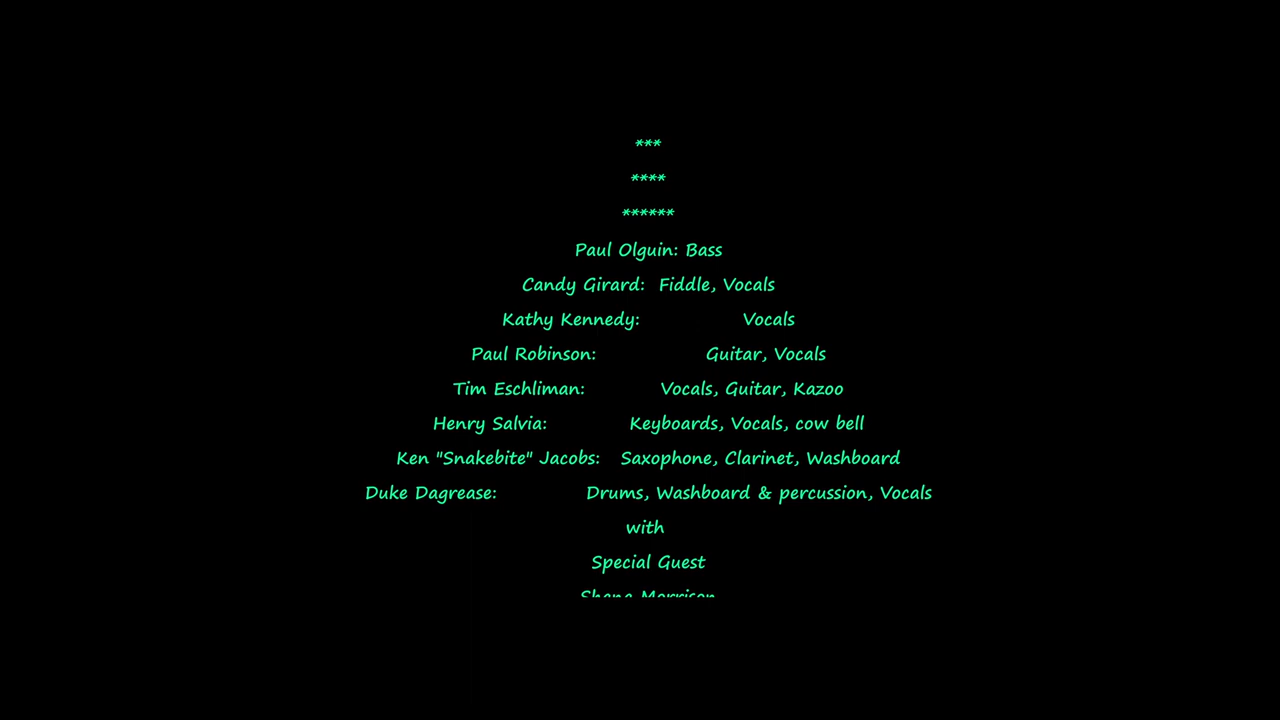 ***
****
******
Paul Olguin: Bass
Candy Girard: Fiddle, Vocals
Kathy Kennedy: Vocals
Paul Robinson: Guitar, Vocals
Tim Eschliman: Vocals, Guitar, Kazoo
Henry Salvia: Keyboards, Vocals, cow bell
Ken "Snakebite" Jacobs: Saxophone, Clarinet, Washboard
Duke Dagrease: Drums, Washboard & percussion, Vocals
with
Special Guest